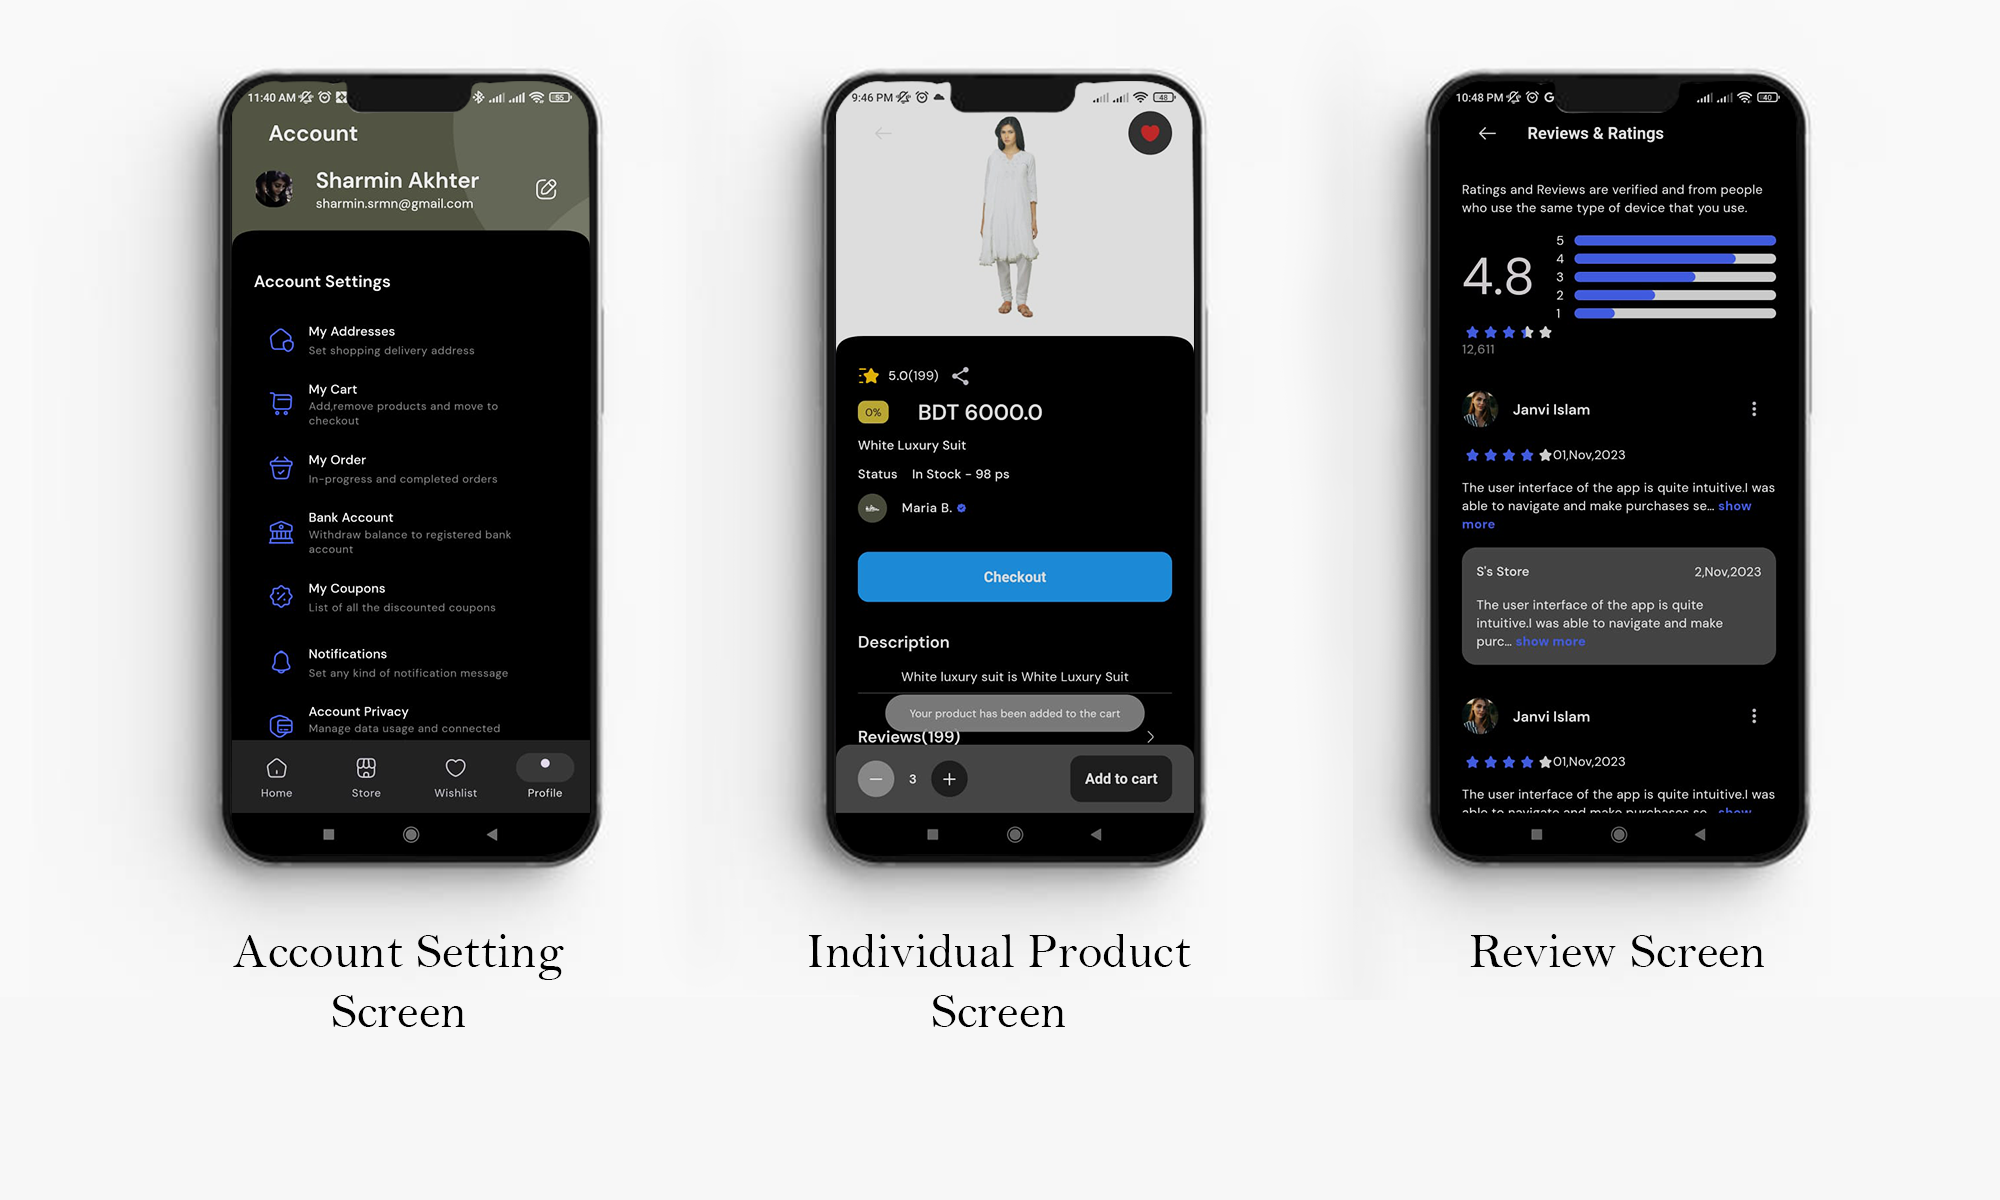 11:40 AM
55
Account
Sharmin Akhter
sharmin.srmn@gmail.com
Account Settings
My Addresses
Set shopping delivery address
My Cart
Add,remove products and move to
checkout
My Order
In-progress and completed orders
Bank Account
Withdraw balance to registered bank
account
My Coupons
List of all the discounted coupons
Notifications
Set any kind of notification message
Account Privacy
Manage data usage and connected
Home
Store
Wishlist
Profile
Account Setting
Screen
9:46 PM
48
5.0(199)
0%
BDT 6000.0
White Luxury Suit
Status In Stock - 98 ps
Maria B.
Checkout
Description
White luxury suit is White Luxury Suit
Your product has been added to the cart
Reviews(199)
3
Add to cart
Individual Product
Screen
10:48 PM G
40
Reviews & Ratings
Ratings and Reviews are verified and from people
who use the same type of device that you use.
4.8
5
4
3
2
1
12,611
Janvi Islam
01,Nov,2023
The user interface of the app is quite intuitive.I was
able to navigate and make purchases se... show
more
S's Store 2,Nov,2023
The user interface of the app is quite
intuitive.I was able to navigate and make
purc... show more
Janvi Islam
01,Nov,2023
The user interface of the app is quite intuitive.I was
able to navigate and make purchases se... show
Review Screen